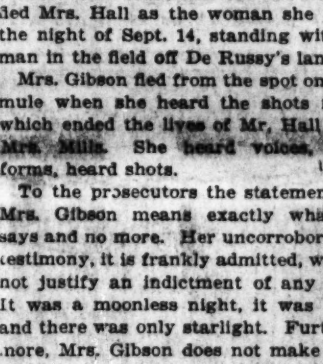 fied Mrs. Hall as the woman she
the night of Sept. 14, standing wi
man in the field off De Russy's lan
Mrs. Gibson fled from the spot on
mule when she heard the shots
which ended the lives of Mr. Hall
Mrs. Mills. She heard voices,
forms, heard shots.
To the prosecutors the statemen
Mrs. Gibson means exactly wha
says and no more. Her uncorrobor
testimony, it is frankly admitted, w
not justify an indictment of any
It was a moonless night, it was
and there was only starlight. Furt
more, Mrs. Gibson does not make